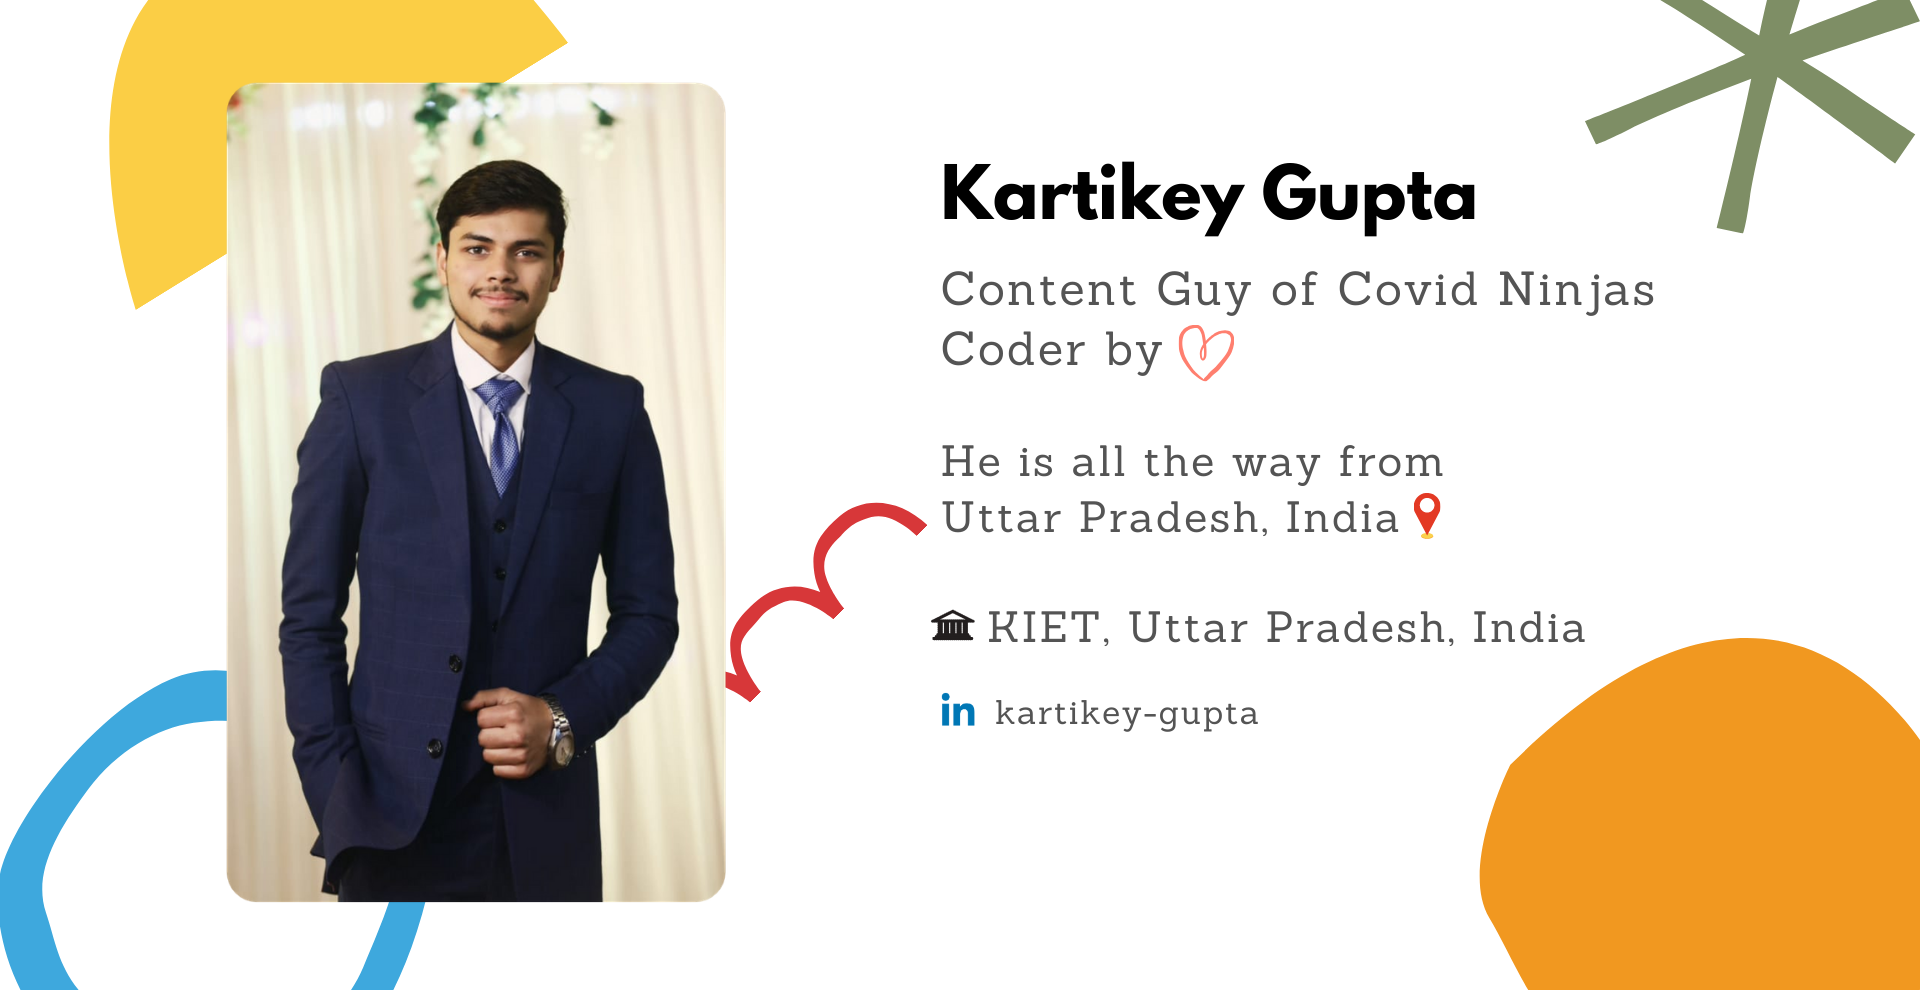 Kartikey Gupta
Content Guy of Covid Ninjas
Coder by
He is all the way from
Uttar Pradesh, India
KIET, Uttar Pradesh, India
in kartikey-gupta